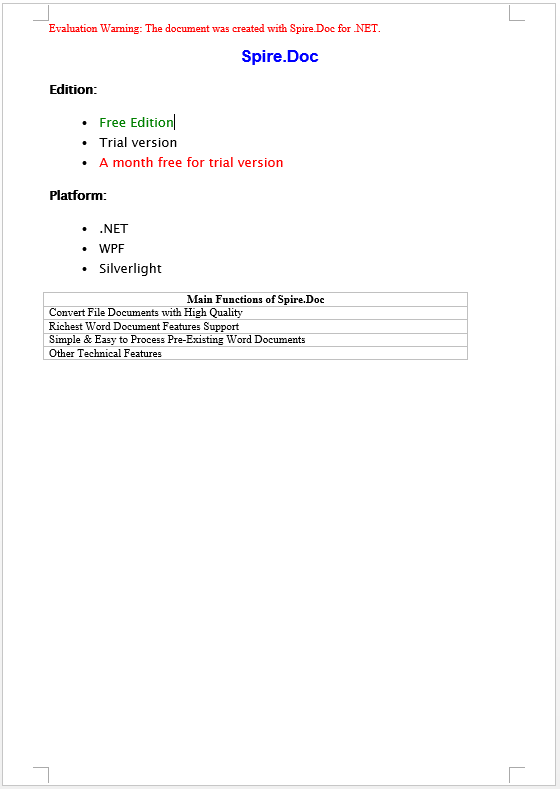 Evaluation Warning: The document was created with Spire.Doc for .NET.
Spire.Doc
Edition:
• Free Edition
• Trial version
• A month free for trial version
Platform:
• .NET
• WPF
• Silverlight
Main Functions of Spire.Doc
Convert File Documents with High Quality
Richest Word Document Features Support
Simple & Easy to Process Pre-Existing Word Documents
Other Technical Features